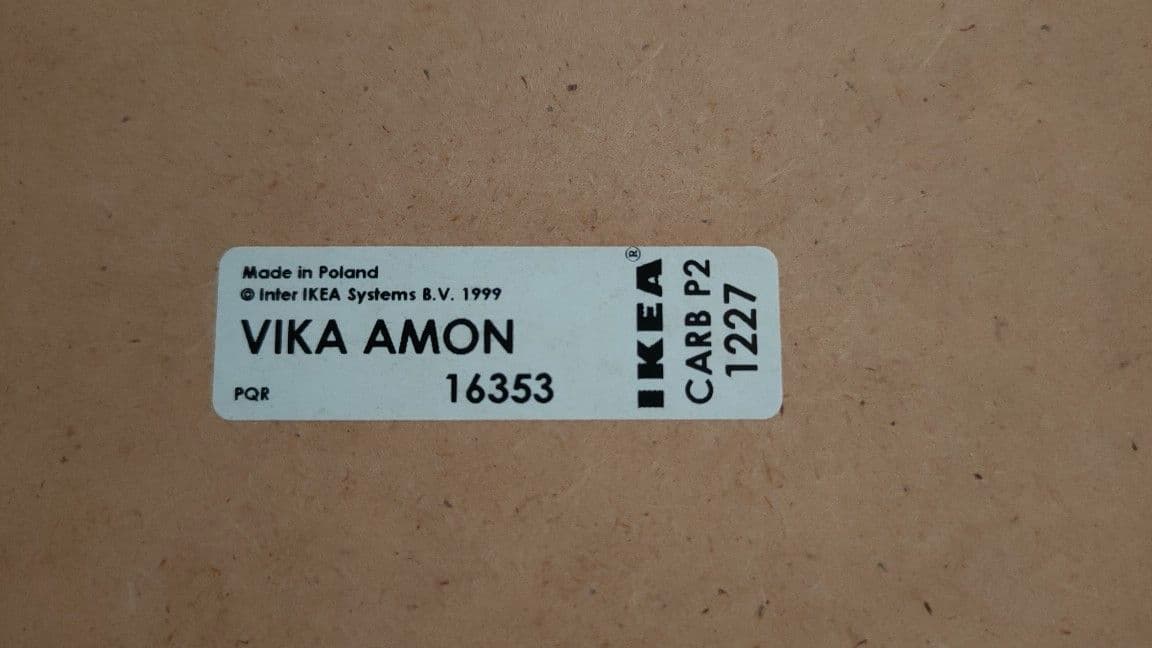 Made in Poland
© Inter IKEA Systems B.V. 1999
VIKA AMON
PQR
16353
IKEA®
CARB P2
1227